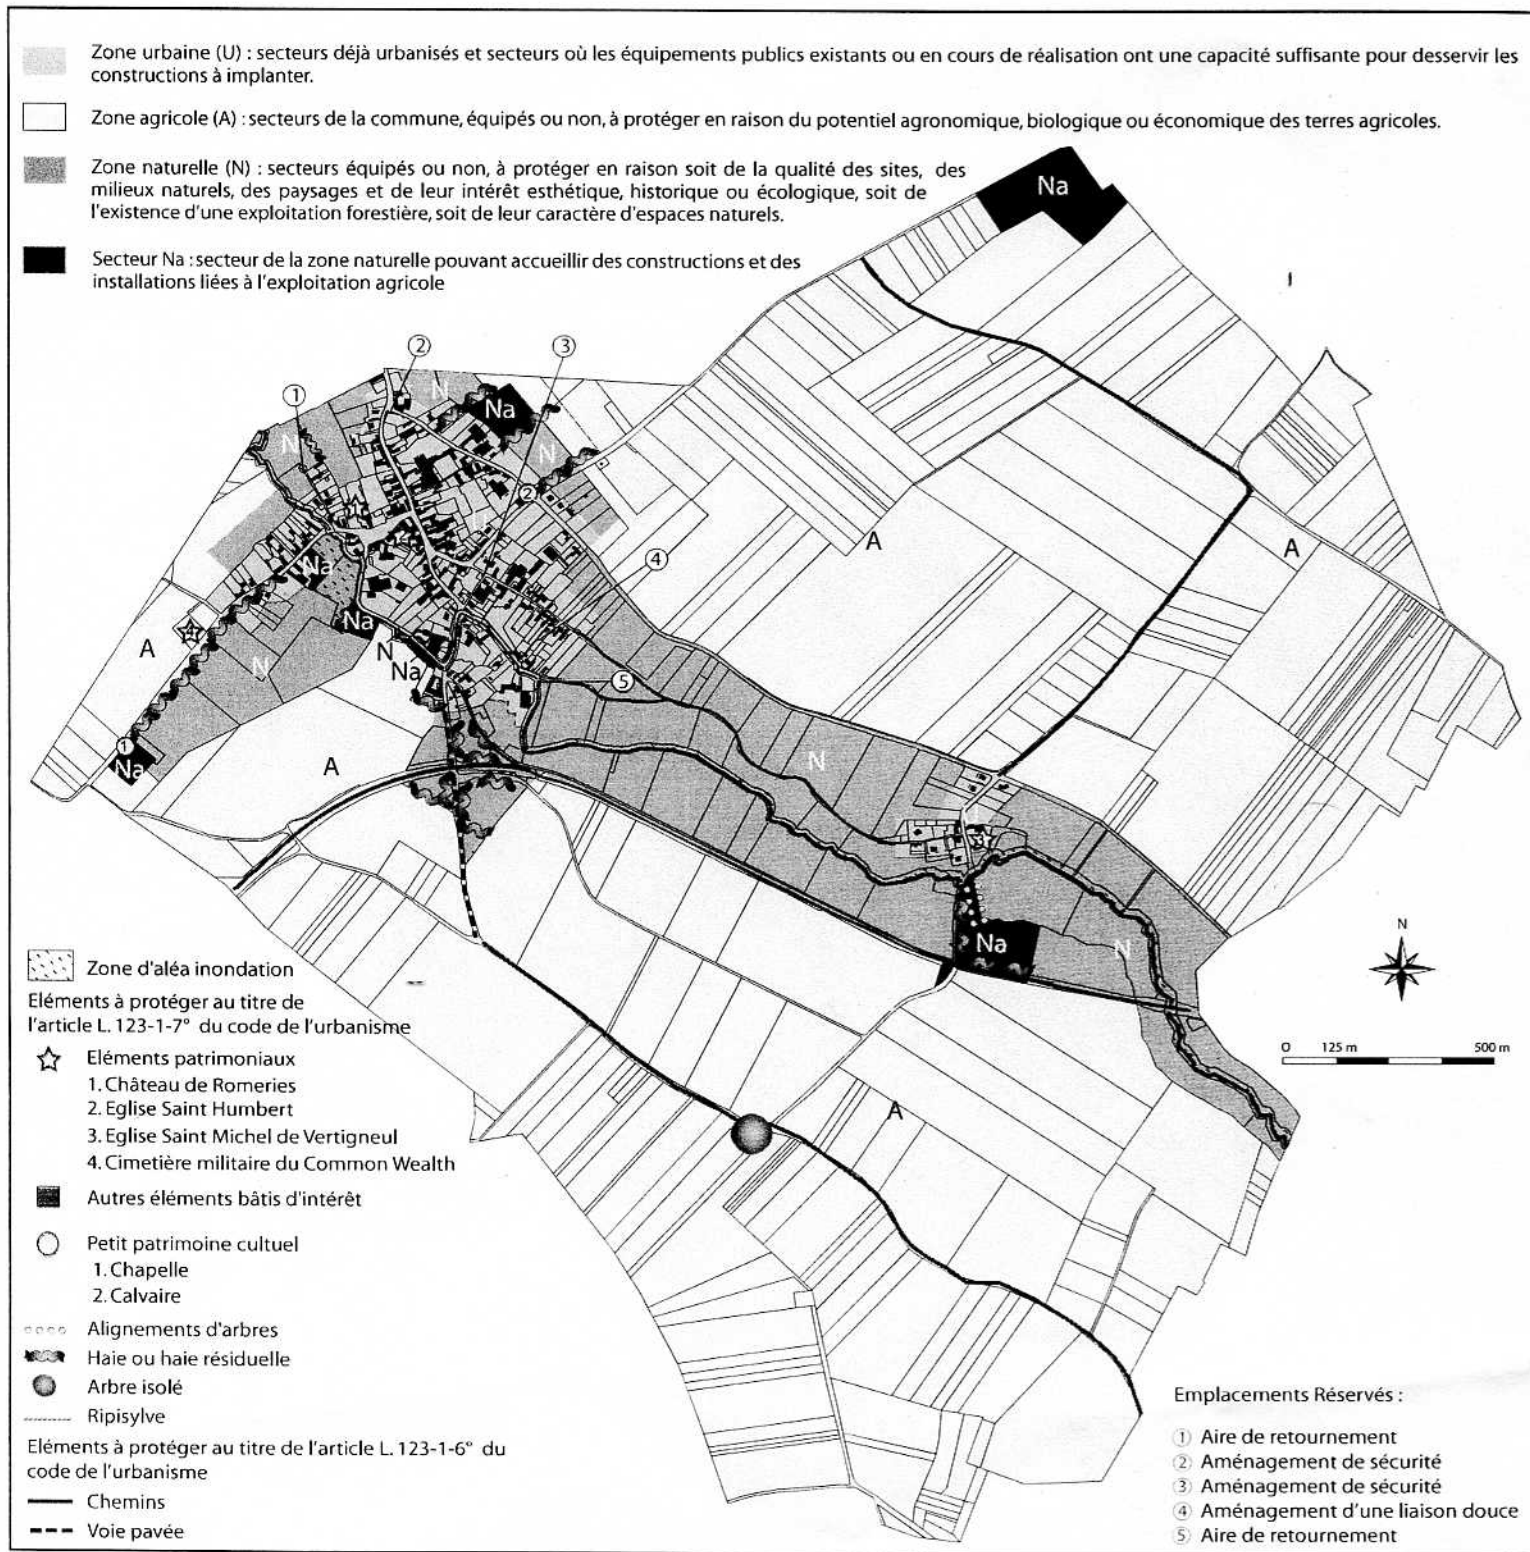 Zone urbaine (U) : secteurs déjà urbanisés et secteurs où les équipements publics existants ou en cours de réalisation ont une capacité suffisante pour desservir les
constructions à implanter.
Zone agricole (A) : secteurs de la commune, équipés ou non, à protéger en raison du potentiel agronomique, biologique ou économique des terres agricoles.
Zone naturelle (N) : secteurs équipés ou non, à protéger en raison soit de la qualité des sites, des
milieux naturels, des paysages et de leur intérêt esthétique, historique ou écologique, soit de
l'existence d'une exploitation forestière, soit de leur caractère d'espaces naturels.
Secteur Na : secteur de la zone naturelle pouvant accueillir des constructions et des
installations liées à l'exploitation agricole
Na
2
3
1
N
Na
N
N
2
U
A
A
1
2
4
Na
Na
4
A
N
N
Na
5
1
Na
A
N
3
Na
N
A
N
O 125 m 500 m
Zone d'aléa inondation
Eléments à protéger au titre de
l'article L. 123-1-7° du code de l'urbanisme
Eléments patrimoniaux
1. Château de Romeries
2. Eglise Saint Humbert
3. Eglise Saint Michel de Vertigneul
4. Cimetière militaire du Common Wealth
Autres éléments bâtis d'intérêt
Petit patrimoine cultuel
1. Chapelle
2. Calvaire
Alignements d'arbres
Haie ou haie résiduelle
Arbre isolé
Ripisylve
Eléments à protéger au titre de l'article L. 123-1-6° du
code de l'urbanisme
Chemins
Voie pavée
Emplacements Réservés :
1 Aire de retournement
2 Aménagement de sécurité
3 Aménagement de sécurité
4 Aménagement d'une liaison douce
5 Aire de retournement